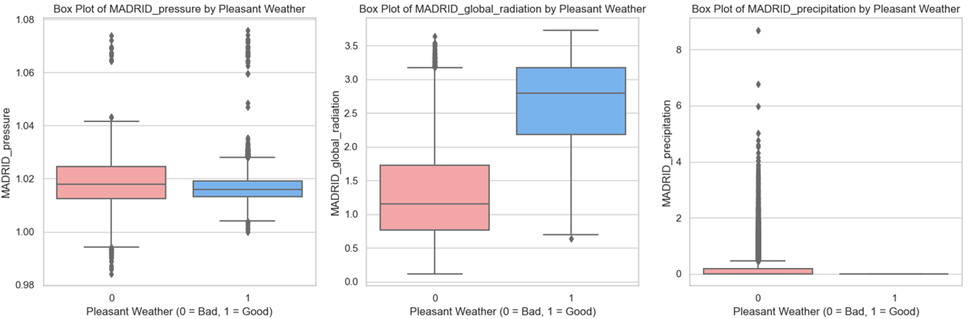 Box Plot of MADRID_pressure by Pleasant Weather
MADRID_pressure
1.08
1.06
1.04
1.02
1.00
0.98
0
1
Pleasant Weather (0 = Bad, 1 = Good)
Box Plot of MADRID_global_radiation by Pleasant Weather
MADRID_global_radiation
3.5
3.0
2.5
2.0
1.5
1.0
0.5
0.0
0
1
Pleasant Weather (0 = Bad, 1 = Good)
Box Plot of MADRID_precipitation by Pleasant Weather
MADRID_precipitation
8
6
4
2
0
0
1
Pleasant Weather (0 = Bad, 1 = Good)